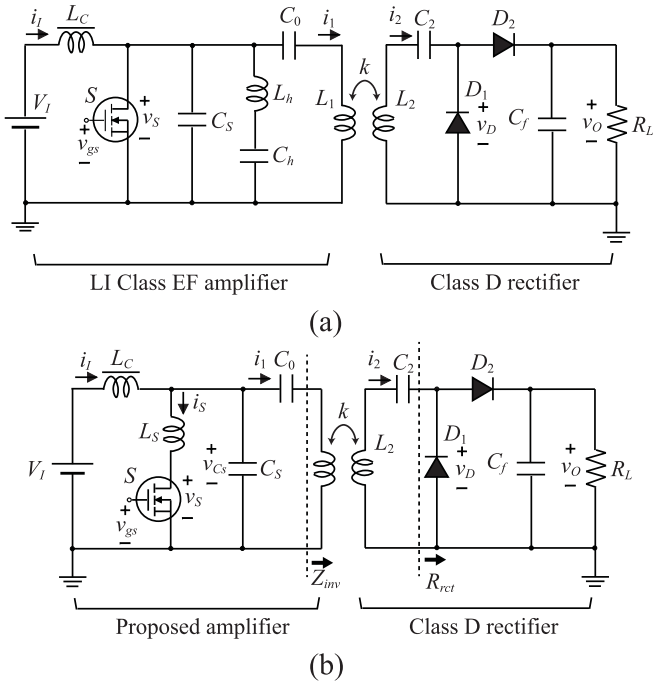 i_I L_C C_0 i_1 i_2 C_2 D_2
k
V_I S + v_S − v_gs + − C_S L_h C_h L_1 L_2 D_1 + v_D − C_f + v_O − R_L
LI Class EF amplifier Class D rectifier
(a)
i_I L_C i_1 C_0 i_2 C_2 D_2
i_S k
V_I L_S S + v_S − v_gs + − + v_Cs − C_S L_2 D_1 + v_D − C_f + v_O − R_L
Z_inv R_rct
Proposed amplifier Class D rectifier
(b)